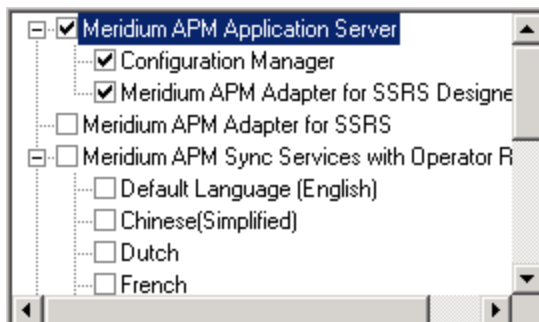 Meridium APM Application Server
Configuration Manager
Meridium APM Adapter for SSRS Designe
Meridium APM Adapter for SSRS
Meridium APM Sync Services with Operator R
Default Language (English)
Chinese(Simplified)
Dutch
French